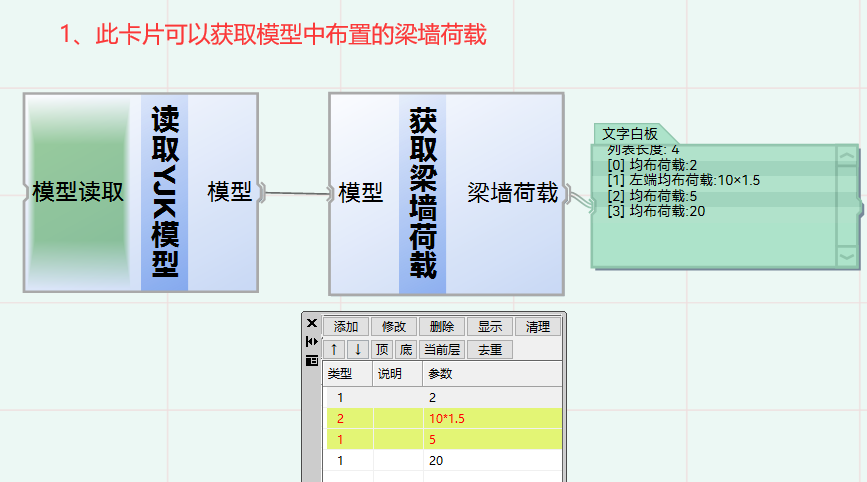 1、此卡片可以获取模型中布置的梁墙荷载
模型读取
读取YJK模型
模型
模型
获取梁墙荷载
梁墙荷载
文字白板
列表长度: 4
[0] 均布荷载:2
[1] 左端均布荷载:10×1.5
[2] 均布荷载:5
[3] 均布荷载:20
添加 修改 删除 显示 清理
↑ ↓ 顶 底 当前层 去重
类型 说明 参数
1 2
2 10*1.5
1 5
1 20